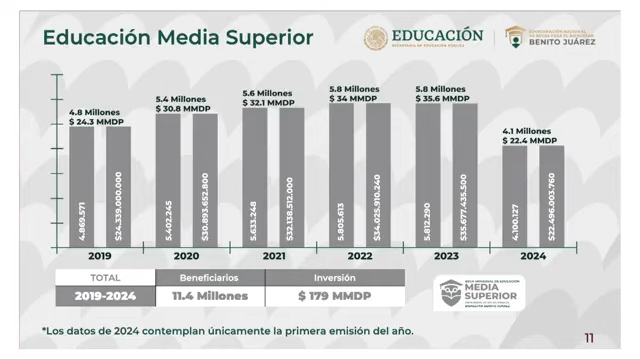 Educación Media Superior
EDUCACIÓN
SECRETARÍA DE EDUCACIÓN PÚBLICA
BENITO JUÁREZ
4.8 Millones
$ 24.3 MMDP
5.4 Millones
$ 30.8 MMDP
5.6 Millones
$ 32.1 MMDP
5.8 Millones
$ 34 MMDP
5.8 Millones
$ 35.6 MMDP
4.1 Millones
$ 22.4 MMDP
4.869.571
$24.339.000.000
5.402.245
$30.893.652.800
5.633.248
$32.138.512.000
5.805.613
$34.025.910.240
5.812.290
$35.677.435.500
4.100.127
$22.496.003.760
2019
2020
2021
2022
2023
2024
TOTAL
Beneficiarios
Inversión
2019-2024
11.4 Millones
$ 179 MMDP
MEDIA
SUPERIOR
*Los datos de 2024 contemplan únicamente la primera emisión del año.
11